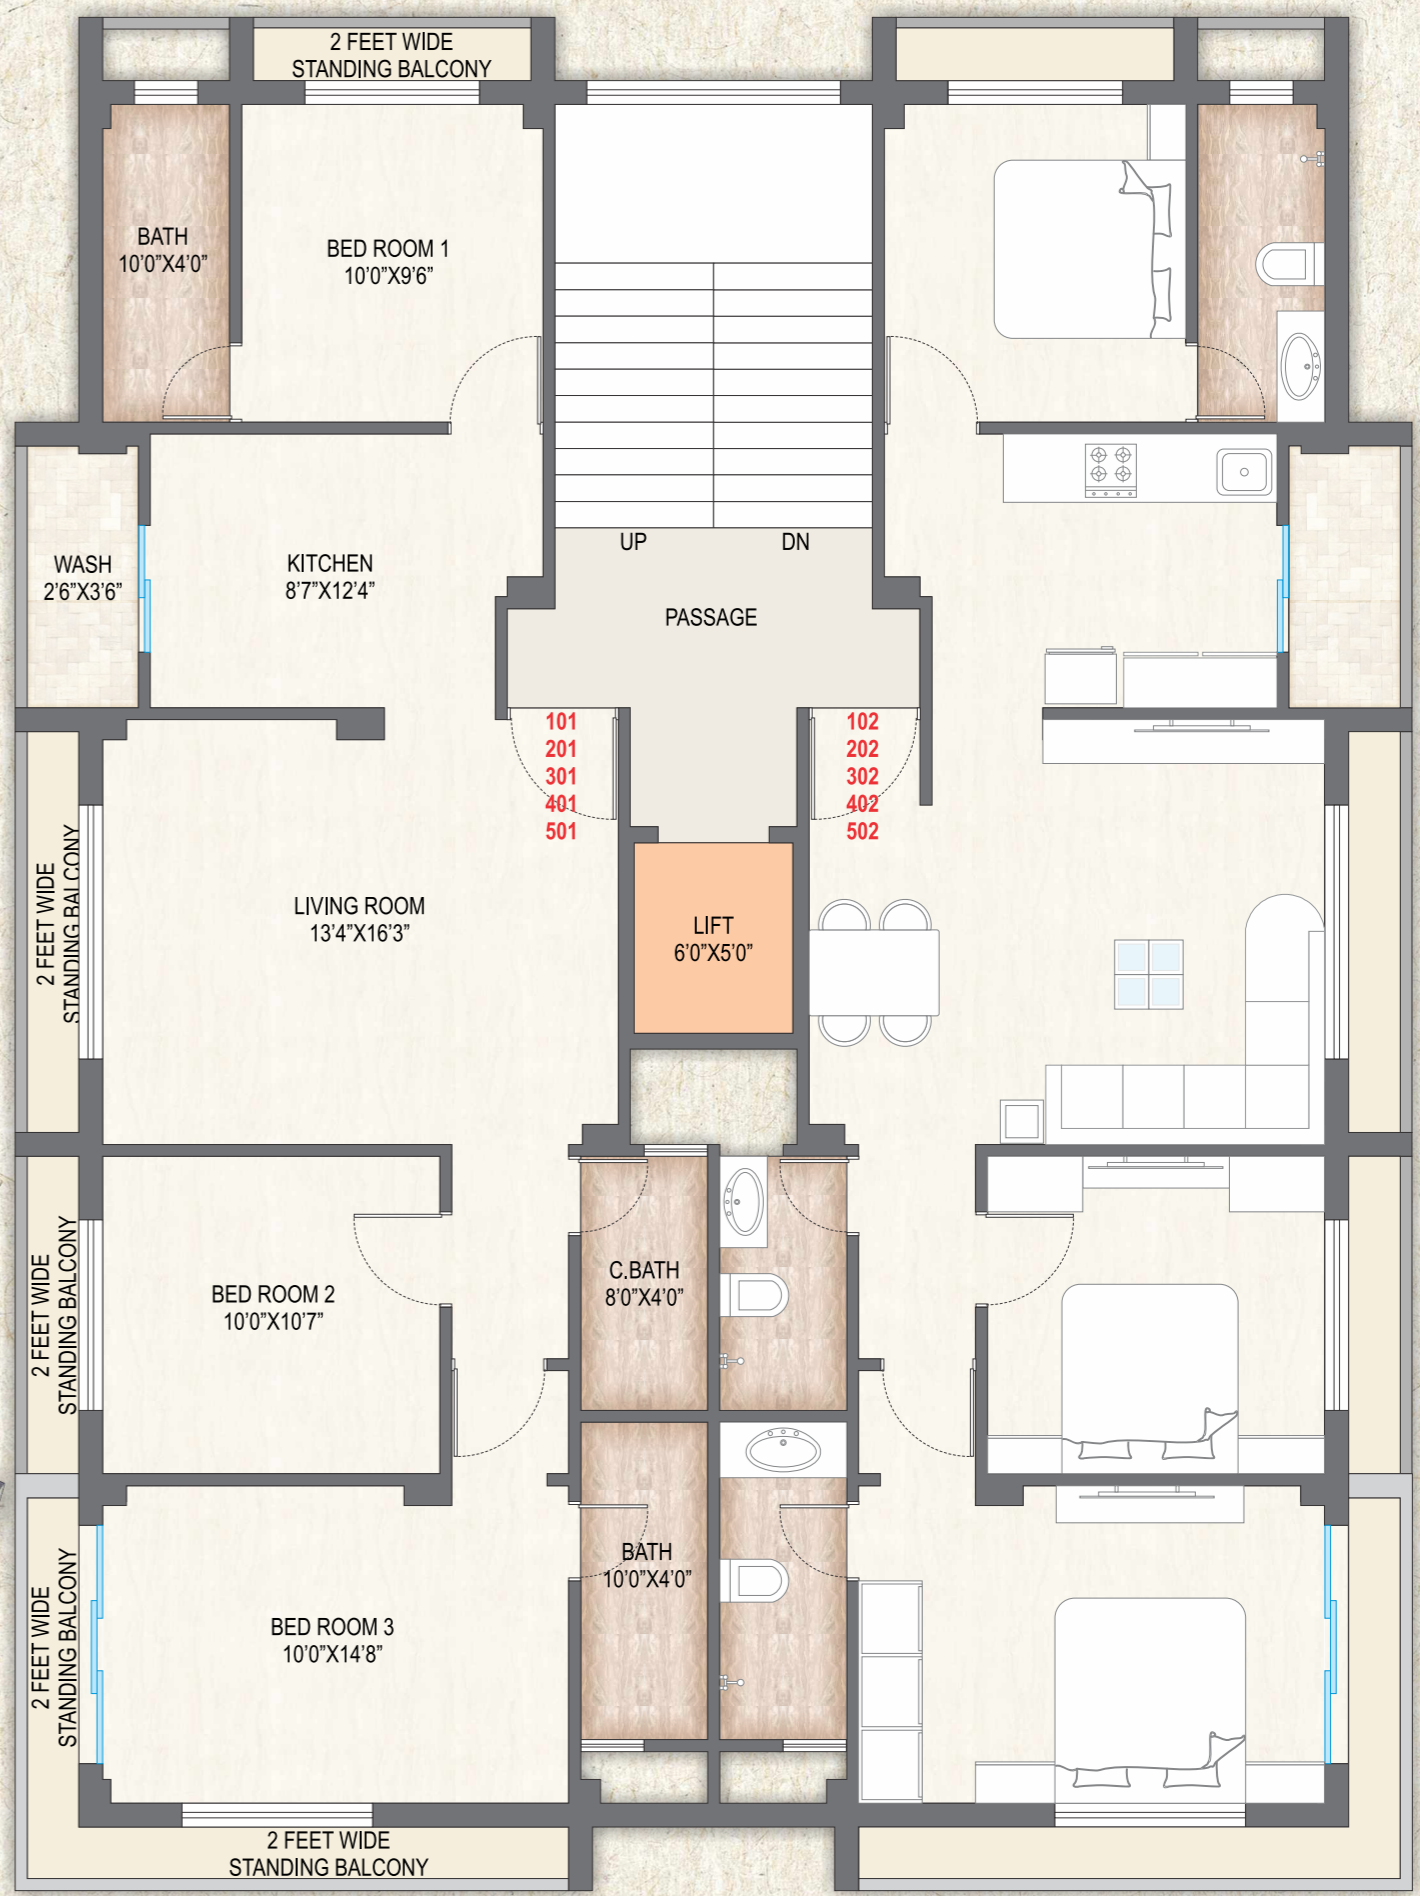 2 FEET WIDE
STANDING BALCONY
BATH
10'0"X4'0"
BED ROOM 1
10'0"X9'6"
WASH
2'6"X3'6"
KITCHEN
8'7"X12'4"
UP
DN
PASSAGE
101
201
301
401
501
102
202
302
402
502
2 FEET WIDE
STANDING BALCONY
LIVING ROOM
13'4"X16'3"
LIFT
6'0"X5'0"
2 FEET WIDE
STANDING BALCONY
BED ROOM 2
10'0"X10'7"
C.BATH
8'0"X4'0"
2 FEET WIDE
STANDING BALCONY
BED ROOM 3
10'0"X14'8"
BATH
10'0"X4'0"
2 FEET WIDE
STANDING BALCONY